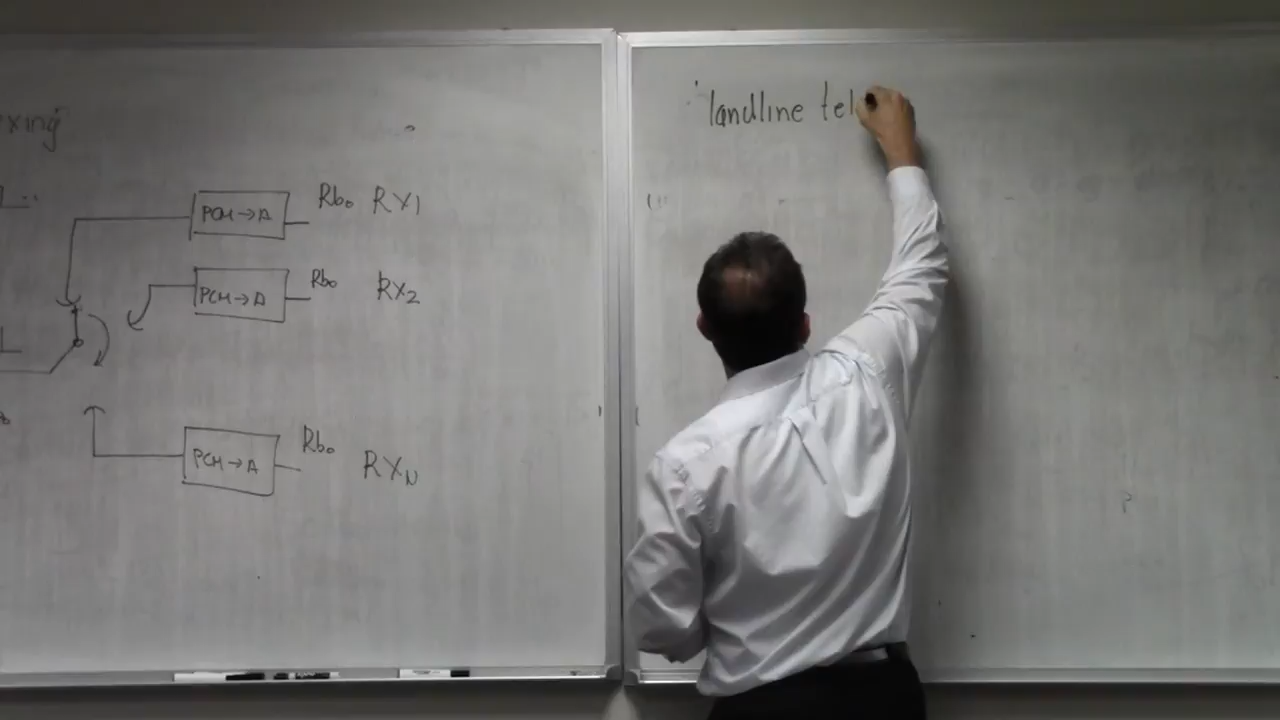 xing
PCM→A Rb₀ RX1
PCM→A Rb₀ RX2
PCM→A Rb₀ RXN
landline tel